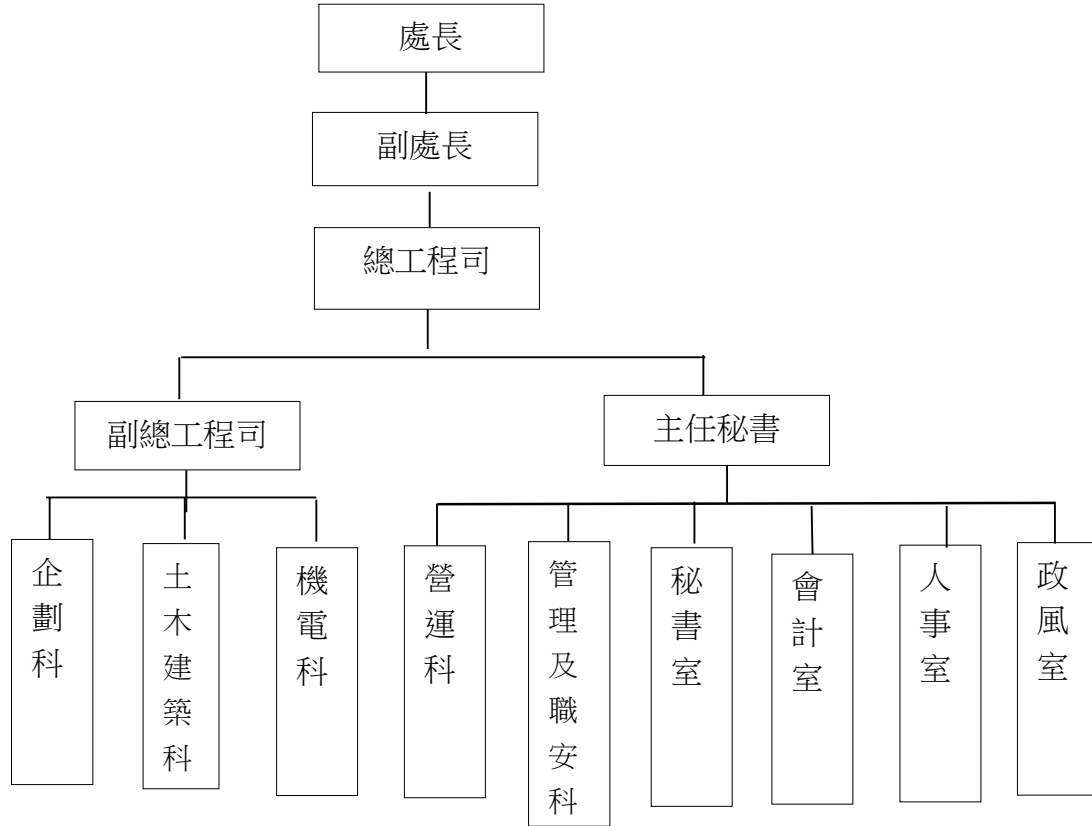 處長
副處長
總工程司
副總工程司
主任秘書
企劃科
土木建築科
機電科
營運科
管理及職安科
秘書室
會計室
人事室
政風室